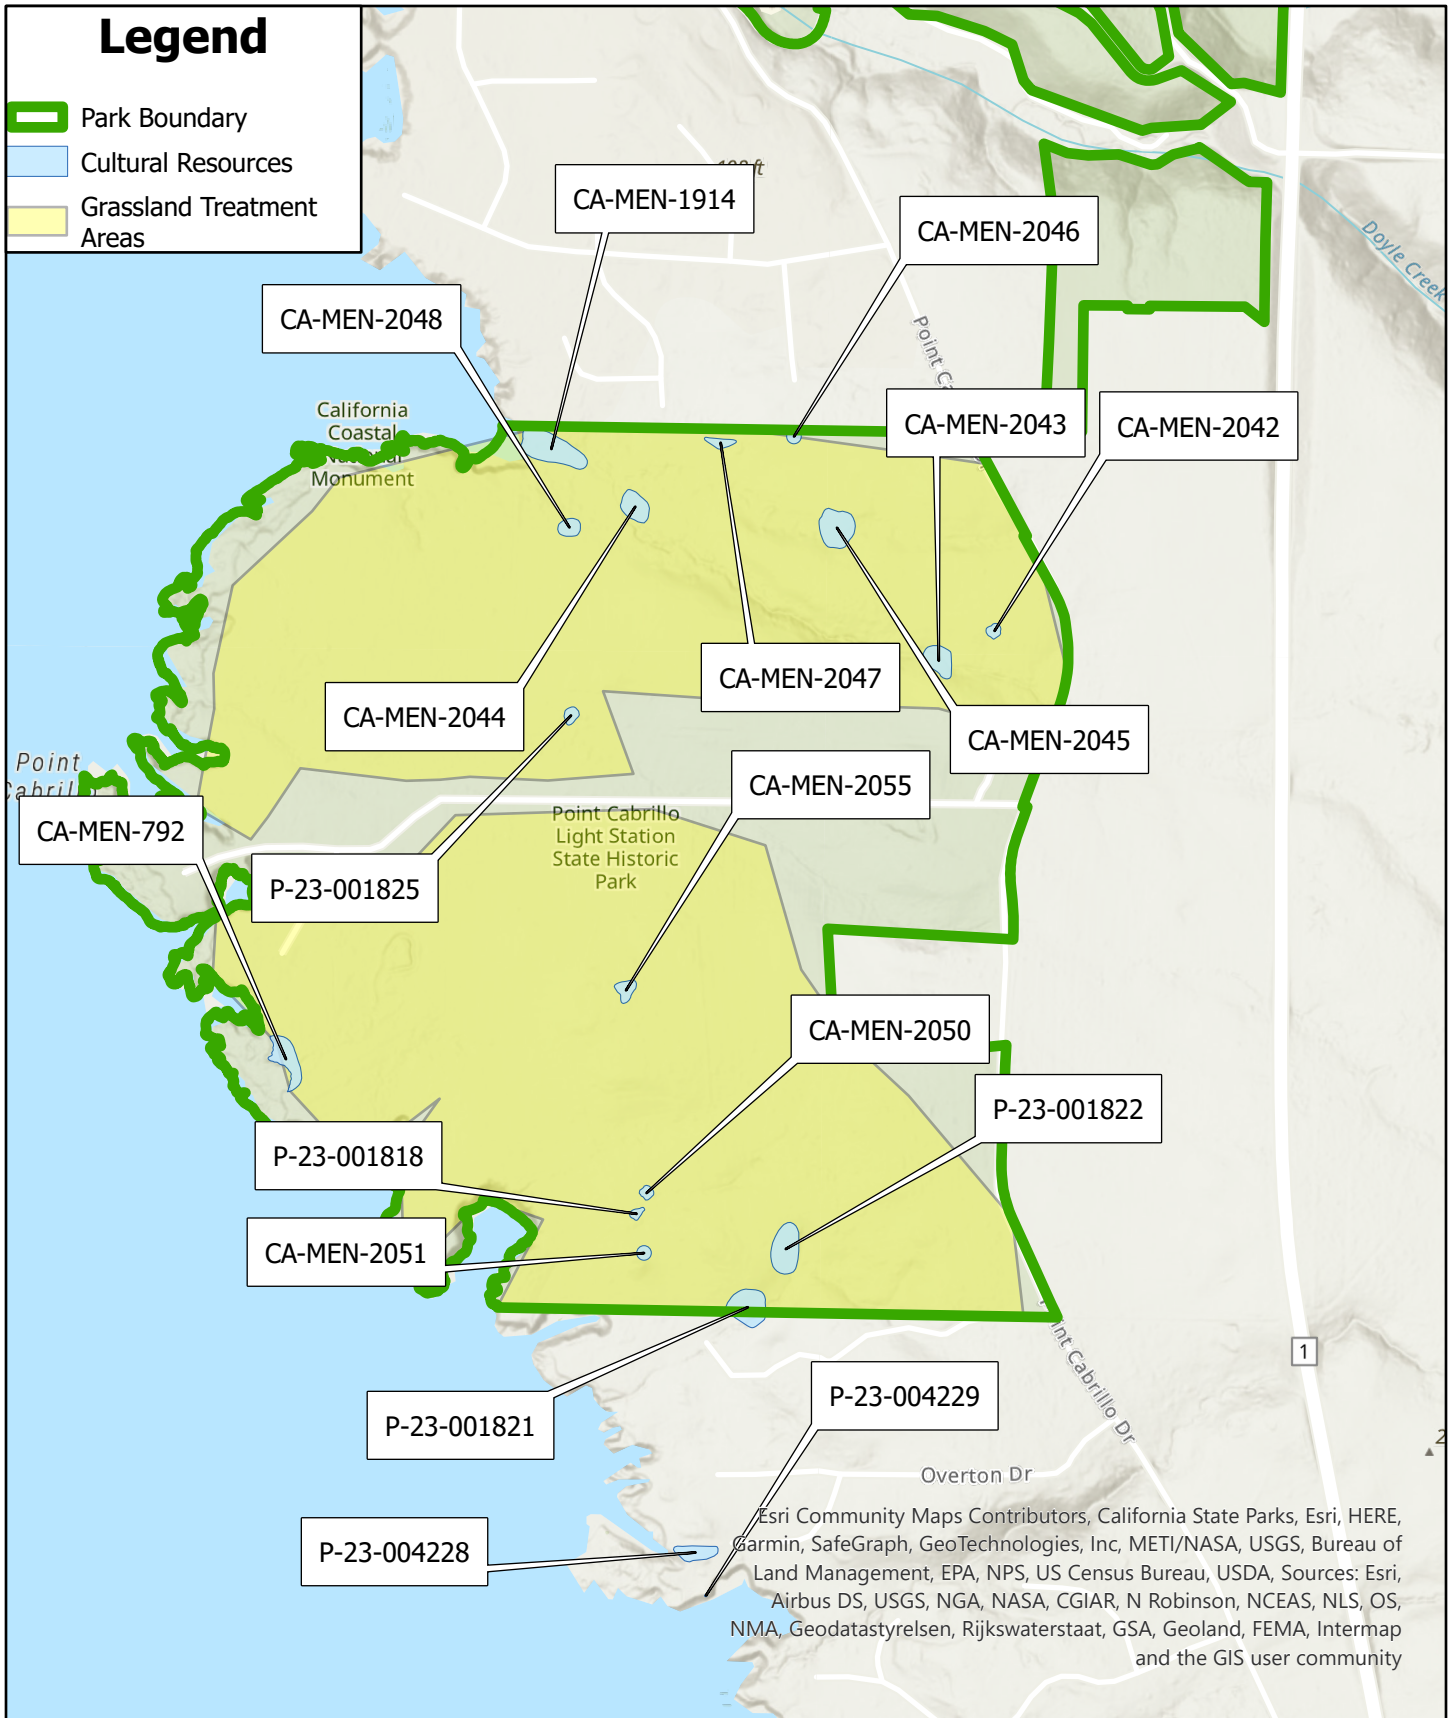 Legend
Park Boundary
Cultural Resources
Grassland Treatment
Areas
CA-MEN-1914
CA-MEN-2046
Doyle Creek
CA-MEN-2048
CA-MEN-2043
CA-MEN-2042
California
Coastal
National
Monument
CA-MEN-2047
CA-MEN-2044
CA-MEN-2045
Point
CA-MEN-2055
Point Cabrillo
Light Station
State Historic
Park
CA-MEN-792
P-23-001825
CA-MEN-2050
P-23-001822
P-23-001818
CA-MEN-2051
1
P-23-001821
P-23-004229
Point Cabrillo Dr
Overton Dr
P-23-004228
Esri Community Maps Contributors, California State Parks, Esri, HERE,
Garmin, SafeGraph, GeoTechnologies, Inc, METI/NASA, USGS, Bureau of
Land Management, EPA, NPS, US Census Bureau, USDA, Sources: Esri,
Airbus DS, USGS, NGA, NASA, CGIAR, N Robinson, NCEAS, NLS, OS,
NMA, Geodatastyrelsen, Rijkswaterstaat, GSA, Geoland, FEMA, Intermap
and the GIS user community